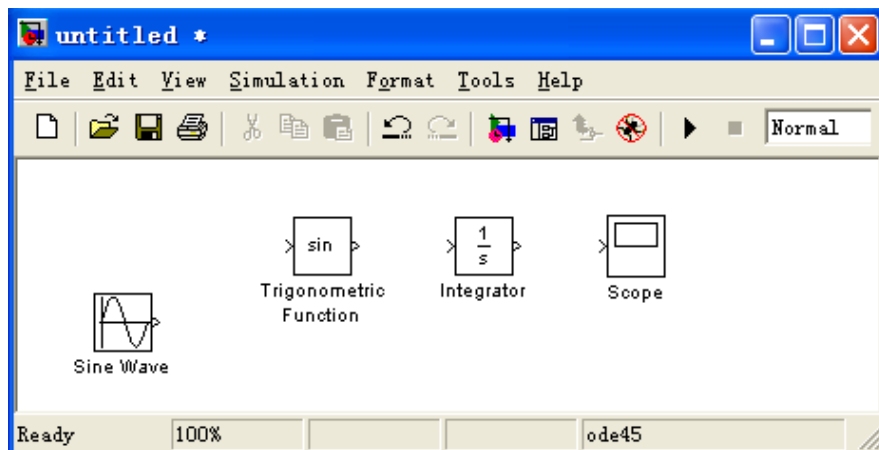 untitled *
File Edit View Simulation Format Tools Help
Normal
sin
1
s
Trigonometric
Function
Integrator
Scope
Sine Wave
Ready 100% ode45